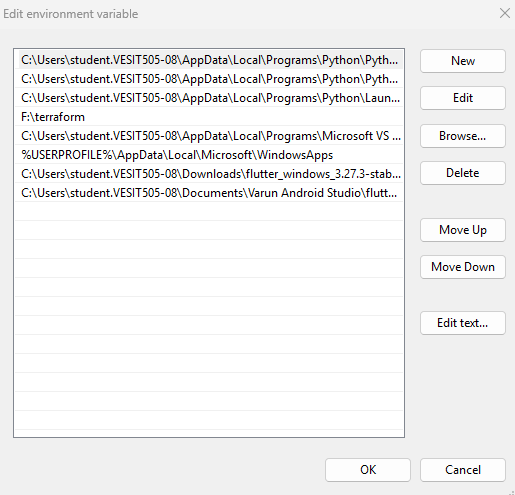 Edit environment variable
C:\Users\student.VESIT505-08\AppData\Local\Programs\Python\Pyth...
C:\Users\student.VESIT505-08\AppData\Local\Programs\Python\Pyth...
C:\Users\student.VESIT505-08\AppData\Local\Programs\Python\Laun...
F:\terraform
C:\Users\student.VESIT505-08\AppData\Local\Programs\Microsoft VS ...
%USERPROFILE%\AppData\Local\Microsoft\WindowsApps
C:\Users\student.VESIT505-08\Downloads\flutter_windows_3.27.3-stab...
C:\Users\student.VESIT505-08\Documents\Varun Android Studio\flutt...
New
Edit
Browse...
Delete
Move Up
Move Down
Edit text...
OK
Cancel